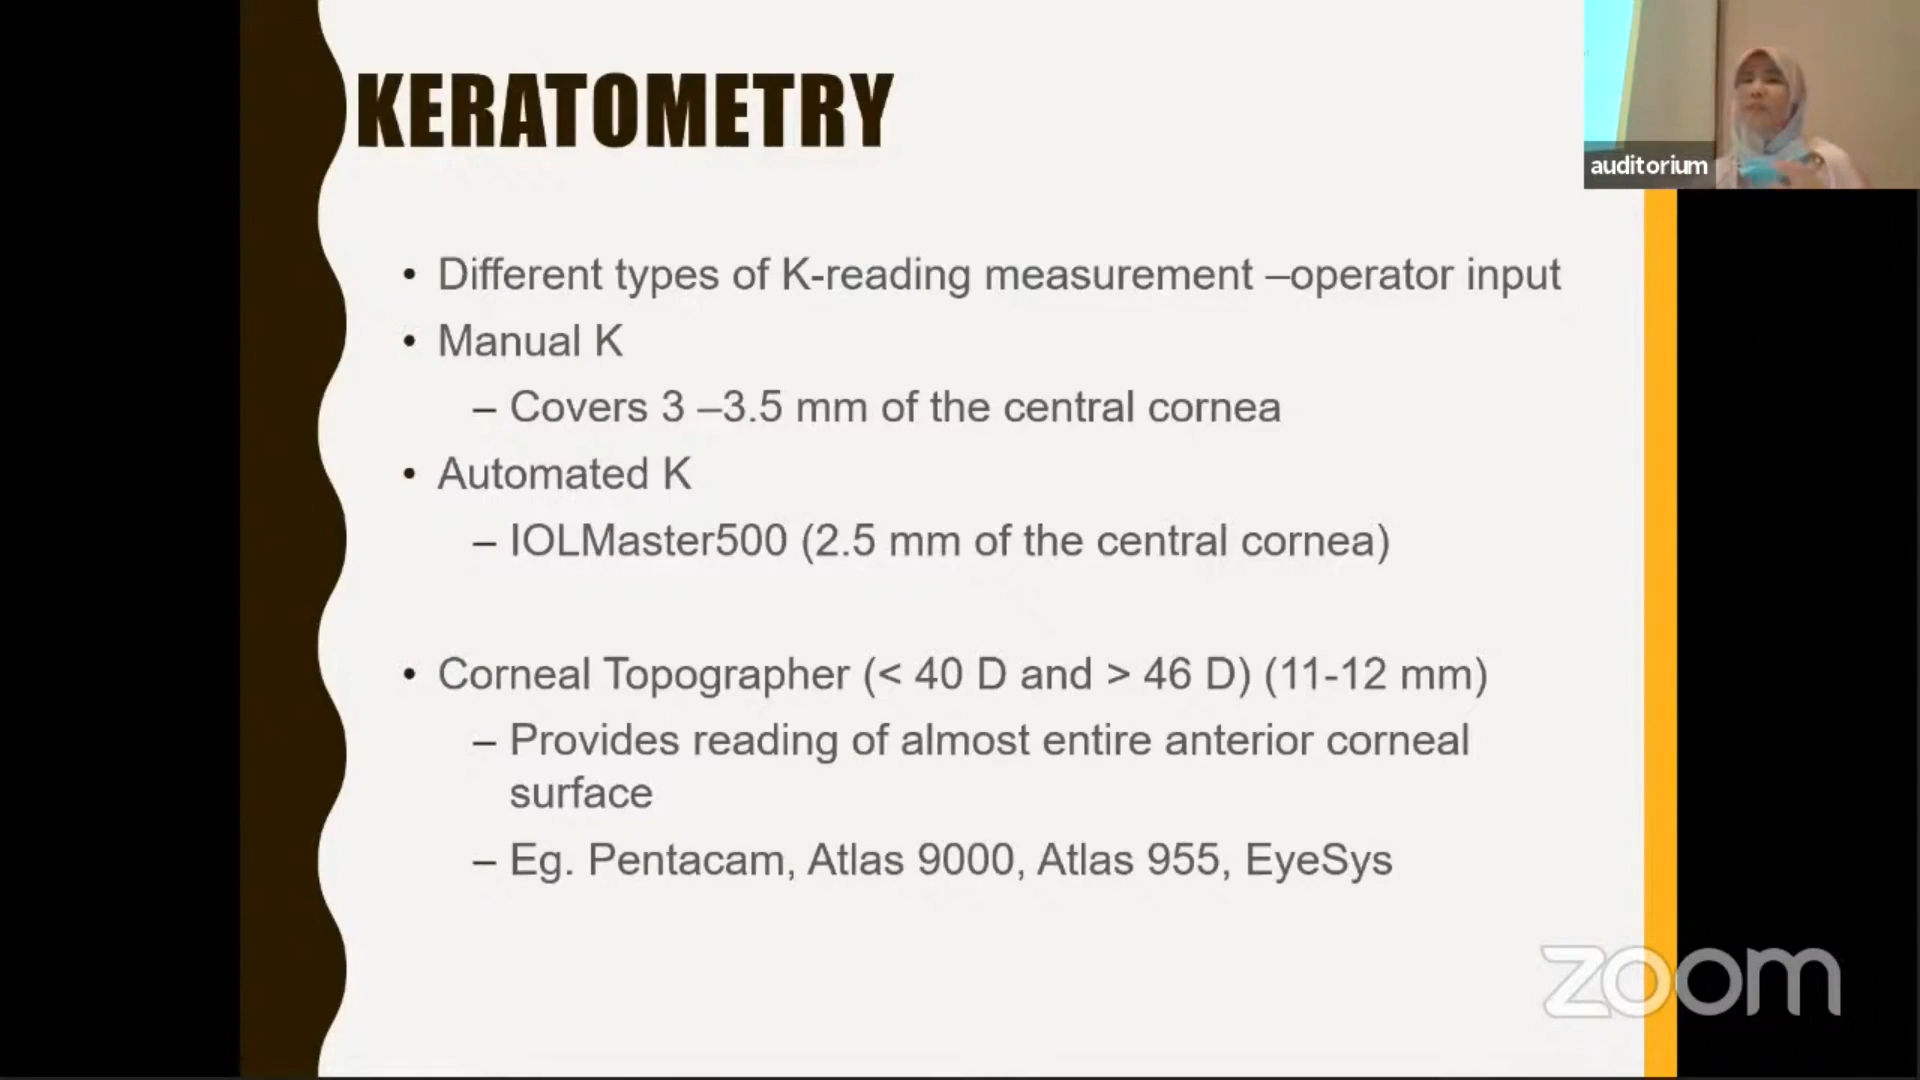 KERATOMETRY
auditorium
• Different types of K-reading measurement –operator input
• Manual K
– Covers 3 –3.5 mm of the central cornea
• Automated K
– IOLMaster500 (2.5 mm of the central cornea)
• Corneal Topographer (< 40 D and > 46 D) (11-12 mm)
– Provides reading of almost entire anterior corneal
surface
– Eg. Pentacam, Atlas 9000, Atlas 955, EyeSys
zoom